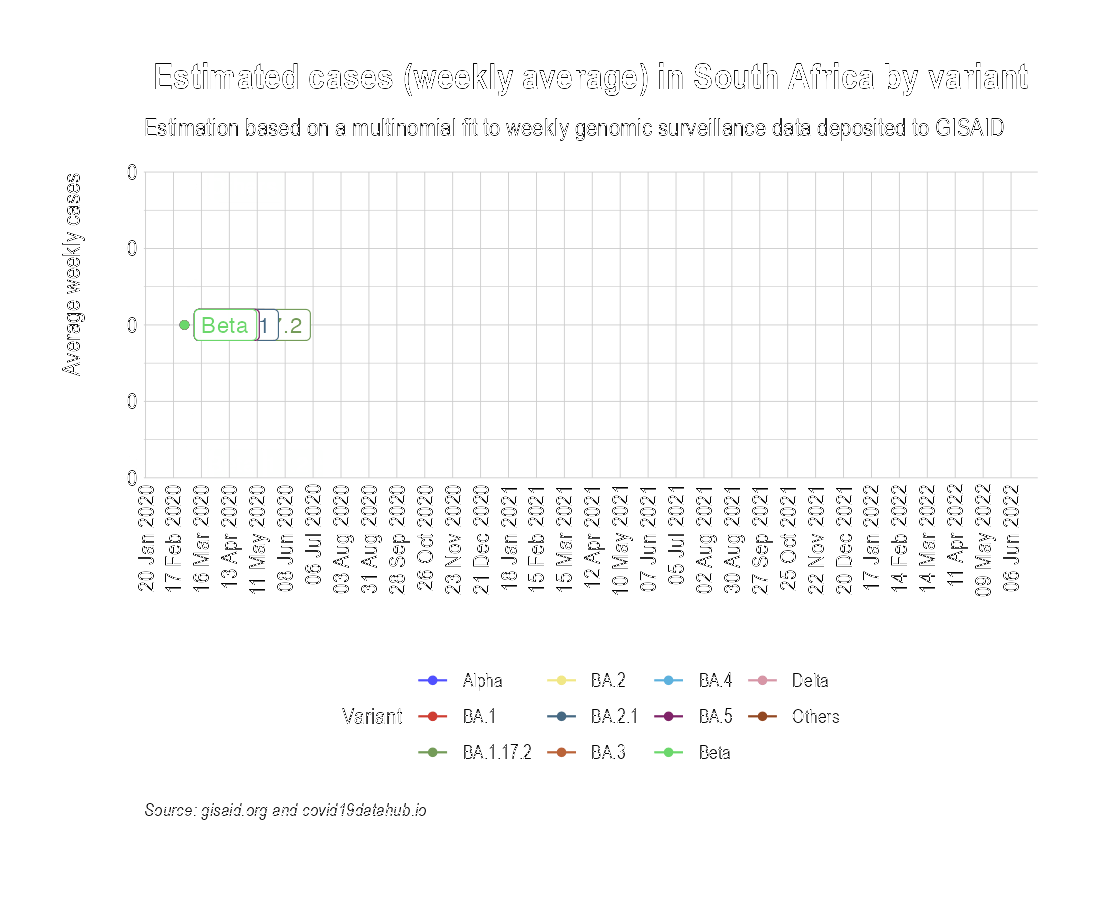 Estimated cases (weekly average) in South Africa by variant
Estimation based on a multinomial fit to weekly genomic surveillance data deposited to GISAID
Average weekly cases
0
0
0
0
0
Beta
1
.2
20 Jan 2020
17 Feb 2020
16 Mar 2020
13 Apr 2020
11 May 2020
08 Jun 2020
06 Jul 2020
03 Aug 2020
31 Aug 2020
28 Sep 2020
26 Oct 2020
23 Nov 2020
21 Dec 2020
18 Jan 2021
15 Feb 2021
15 Mar 2021
12 Apr 2021
10 May 2021
07 Jun 2021
05 Jul 2021
02 Aug 2021
30 Aug 2021
27 Sep 2021
25 Oct 2021
22 Nov 2021
20 Dec 2021
17 Jan 2022
14 Feb 2022
14 Mar 2022
11 Apr 2022
09 May 2022
06 Jun 2022
Variant
Alpha
BA.1
BA.1.17.2
BA.2
BA.2.1
BA.3
BA.4
BA.5
Beta
Delta
Others
Source: gisaid.org and covid19datahub.io